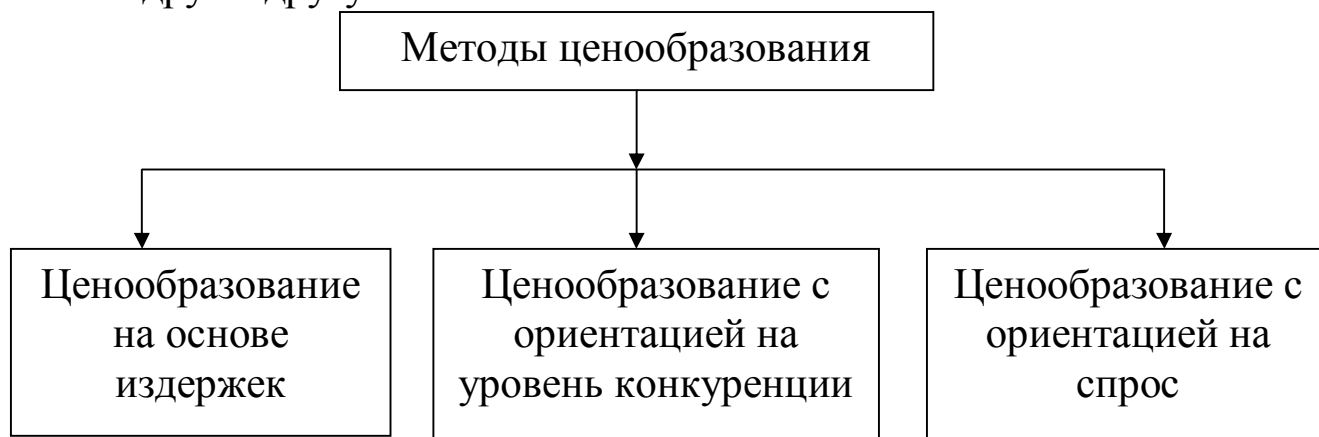 Методы ценообразования
Ценообразование
на основе
издержек
Ценообразование с
ориентацией на
уровень конкуренции
Ценообразование с
ориентацией на
спрос